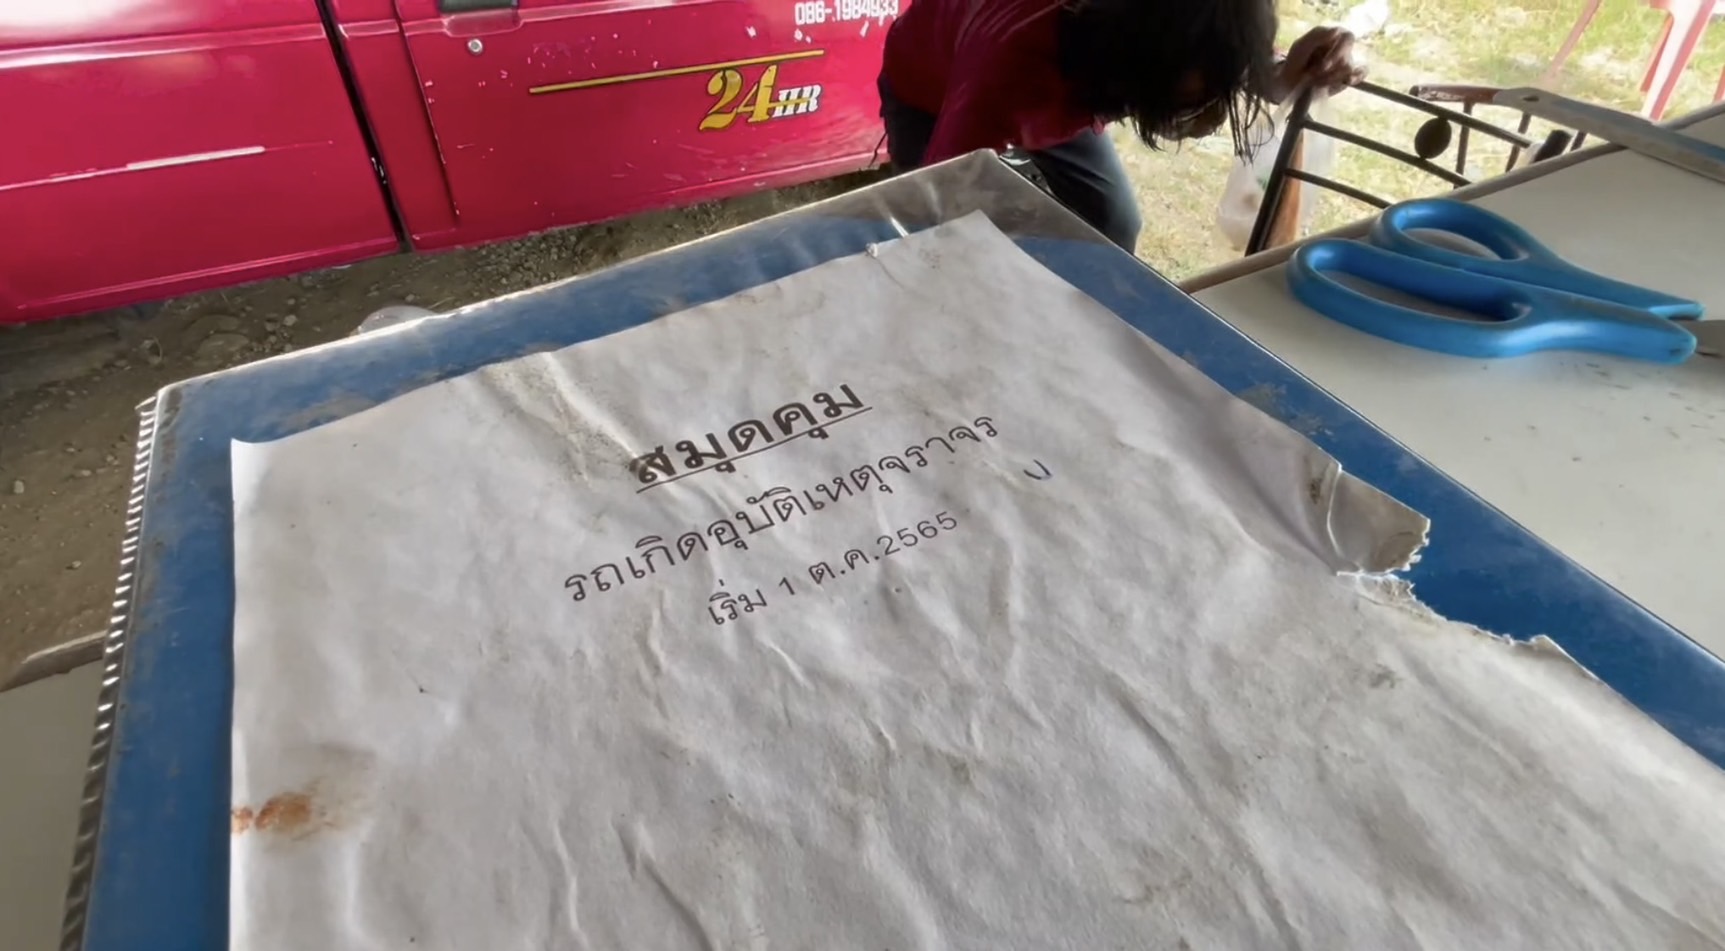 086-1984933
24HR
สมุดคุม
รถเกิดอุบัติเหตุจราจร
เริ่ม 1 ต.ค.2565